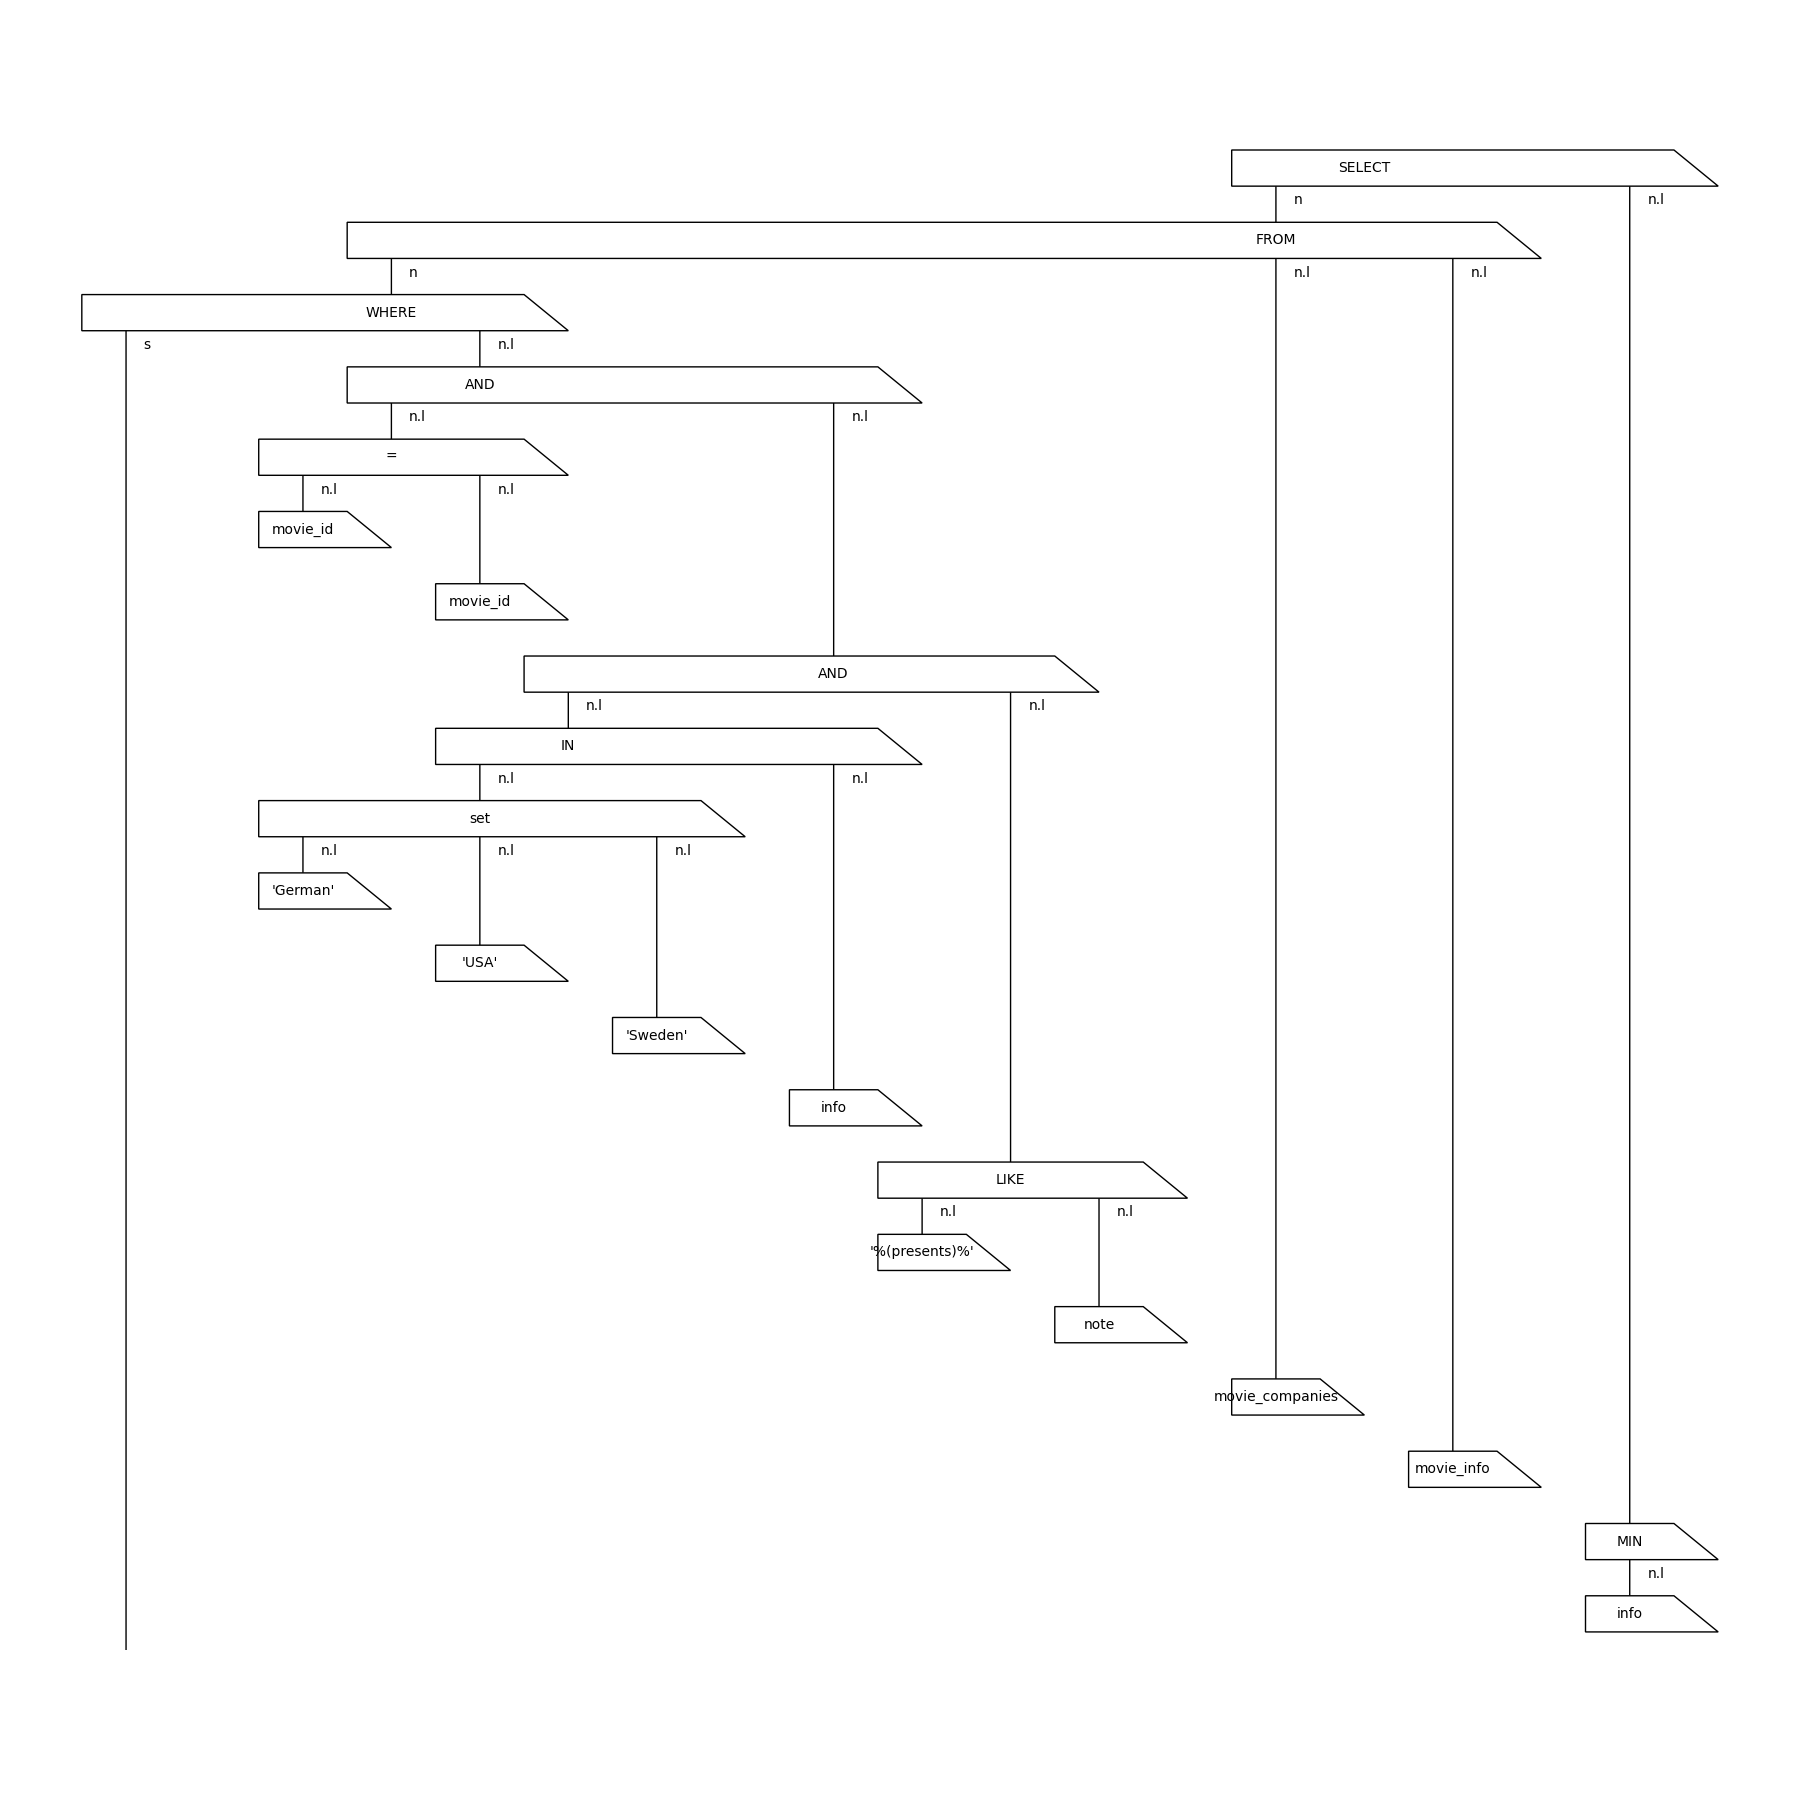 SELECT
n n.l
FROM
n n.l n.l
WHERE
s n.l
AND
n.l n.l
=
n.l n.l
movie_id
movie_id
AND
n.l n.l
IN
n.l n.l
set
n.l n.l n.l
'German'
'USA'
'Sweden'
info
LIKE
n.l n.l
'%(presents)%'
note
movie_companies
movie_info
MIN
n.l
info